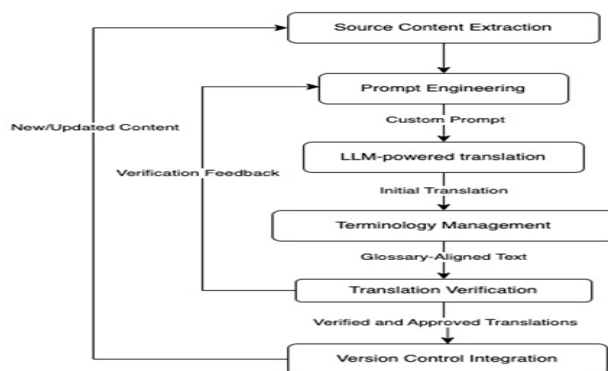 Source Content Extraction
Prompt Engineering
Custom Prompt
New/Updated Content
LLM-powered translation
Verification Feedback
Initial Translation
Terminology Management
Glossary-Aligned Text
Translation Verification
Verified and Approved Translations
Version Control Integration